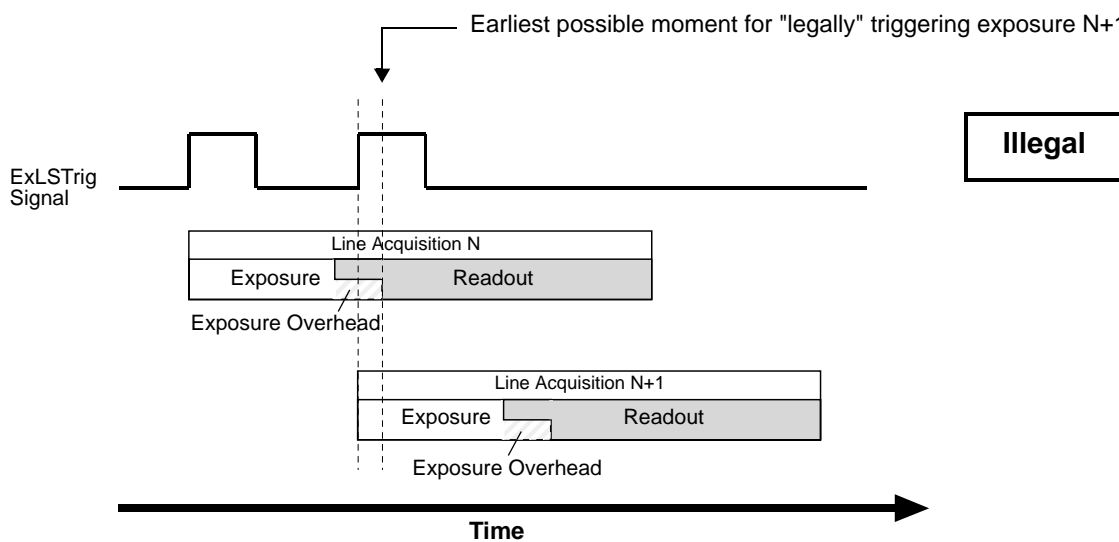 Earliest possible moment for "legally" triggering exposure N+1
Illegal
ExLSTrig
Signal
Line Acquisition N
Exposure
Readout
Exposure Overhead
Line Acquisition N+1
Exposure
Readout
Exposure Overhead
Time